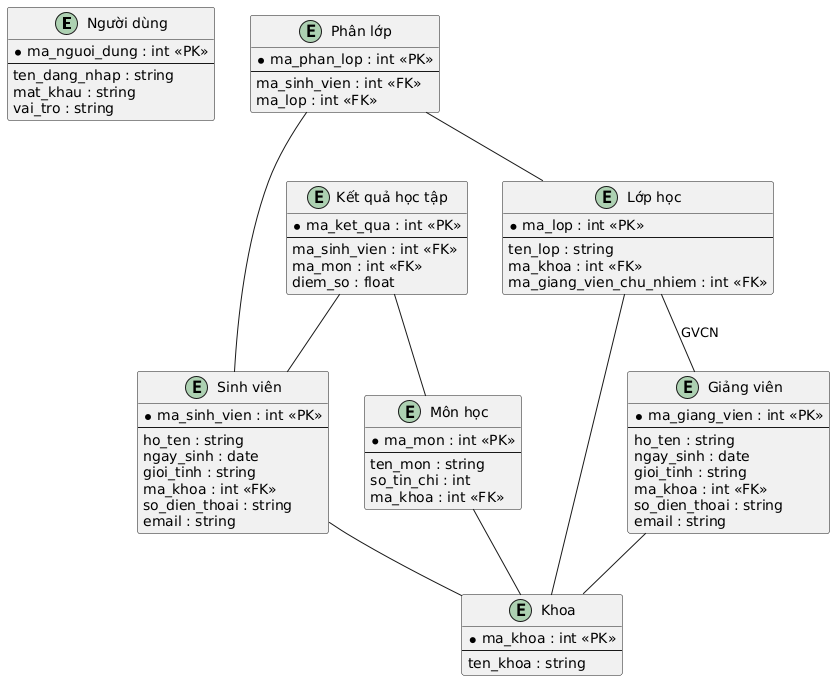 E Người dùng
* ma_nguoi_dung : int «PK»
ten_dang_nhap : string
mat_khau : string
vai_tro : string
E Phân lớp
* ma_phan_lop : int «PK»
ma_sinh_vien : int «FK»
ma_lop : int «FK»
E Kết quả học tập
* ma_ket_qua : int «PK»
ma_sinh_vien : int «FK»
ma_mon : int «FK»
diem_so : float
E Lớp học
* ma_lop : int «PK»
ten_lop : string
ma_khoa : int «FK»
ma_giang_vien_chu_nhiem : int «FK»
GVCN
E Sinh viên
* ma_sinh_vien : int «PK»
ho_ten : string
ngay_sinh : date
gioi_tinh : string
ma_khoa : int «FK»
so_dien_thoai : string
email : string
E Môn học
* ma_mon : int «PK»
ten_mon : string
so_tin_chi : int
ma_khoa : int «FK»
E Giảng viên
* ma_giang_vien : int «PK»
ho_ten : string
ngay_sinh : date
gioi_tinh : string
ma_khoa : int «FK»
so_dien_thoai : string
email : string
E Khoa
* ma_khoa : int «PK»
ten_khoa : string